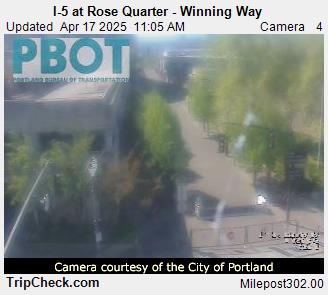 I-5 at Rose Quarter - Winning Way
Updated Apr 17 2025 11:05 AM Camera 4
PBOT
PORTLAND BUREAU OF TRANSPORTATION
Camera courtesy of the City of Portland
TripCheck.com Milepost302.00